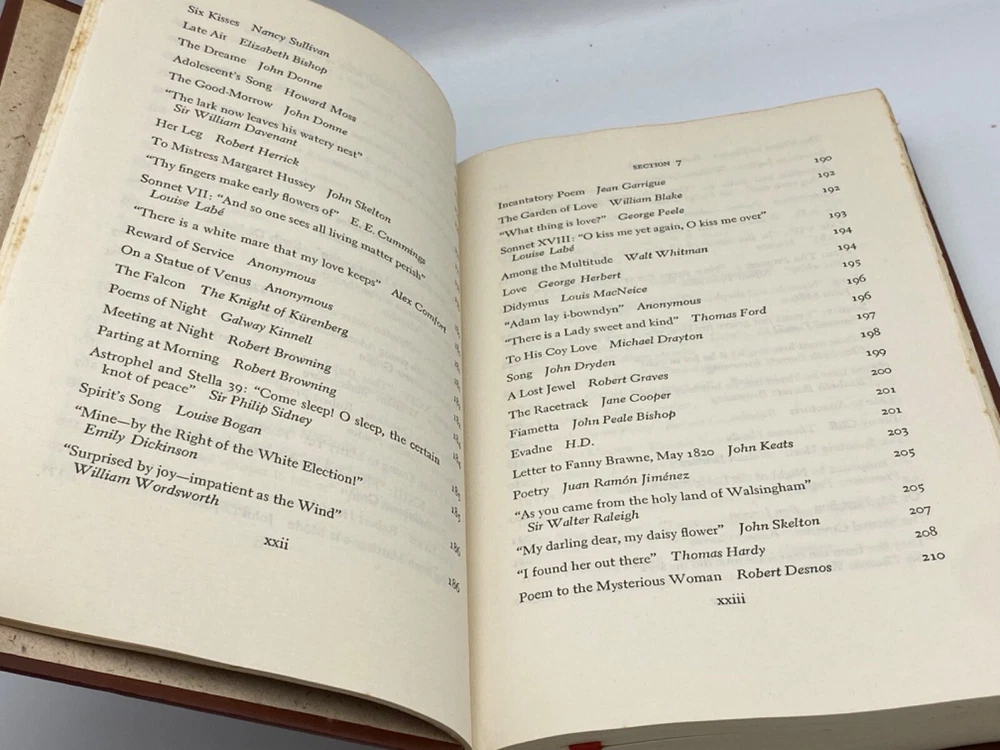 Six Kisses Nancy Sullivan
Late Air Elizabeth Bishop
The Dreame John Donne
Adolescent's Song Howard Moss
The Good-Morrow John Donne
"The lark now leaves his watery nest"
Sir William Davenant
Her Leg Robert Herrick
To Mistress Margaret Hussey John Skelton
"Thy fingers make early flowers of" E. E. Cummings
Sonnet VII: "And so one sees all living matter perish"
Louise Labé
"There is a white mare that my love keeps" Alex Comfort
Reward of Service Anonymous
On a Statue of Venus Anonymous
The Falcon The Knight of Kürenberg
Poems of Night Galway Kinnell
Meeting at Night Robert Browning
Parting at Morning Robert Browning
Astrophel and Stella 39: "Come sleep! O sleep, the certain
knot of peace" Sir Philip Sidney
Spirit's Song Louise Bogan
"Mine—by the Right of the White Election!"
Emily Dickinson
"Surprised by joy—impatient as the Wind"
William Wordsworth 186
xxii
SECTION 7
Incantatory Poem Jean Garrigue 190
The Garden of Love William Blake 192
"What thing is love?" George Peele 192
Sonnet XVIII: "O kiss me yet again, O kiss me over"
Louise Labé 193
Among the Multitude Walt Whitman 194
Love George Herbert 194
Didymus Louis MacNeice 195
"Adam lay i-bowndyn" Anonymous 196
"There is a Lady sweet and kind" Thomas Ford 196
To His Coy Love Michael Drayton 197
Song John Dryden 198
A Lost Jewel Robert Graves 199
The Racetrack Jane Cooper 200
Fiametta John Peale Bishop 201
Evadne H.D. 201
Letter to Fanny Brawne, May 1820 John Keats 203
Poetry Juan Ramón Jiménez 205
"As you came from the holy land of Walsingham"
Sir Walter Raleigh 205
"My darling dear, my daisy flower" John Skelton 207
"I found her out there" Thomas Hardy 208
Poem to the Mysterious Woman Robert Desnos 210
xxiii